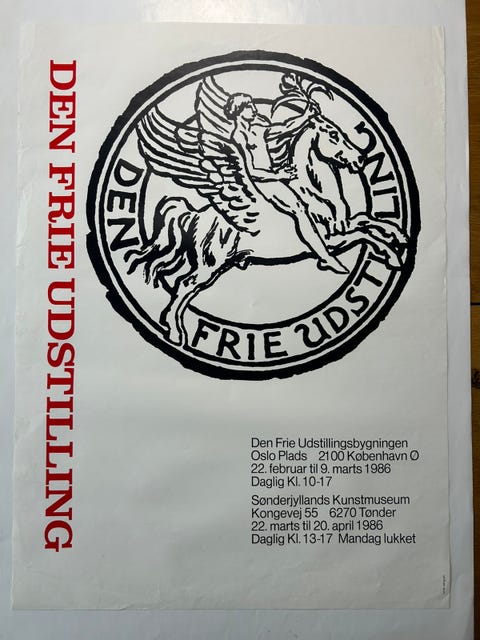 DEN FRIE UDSTILLING
DEN FRIE UDSTILLING
Den Frie Udstillingsbygningen
Oslo Plads 2100 København Ø
22. februar til 9. marts 1986
Daglig Kl. 10-17
Sønderjyllands Kunstmuseum
Kongevej 55 6270 Tønder
22. marts til 20. april 1986
Daglig Kl. 13-17 Mandag lukket